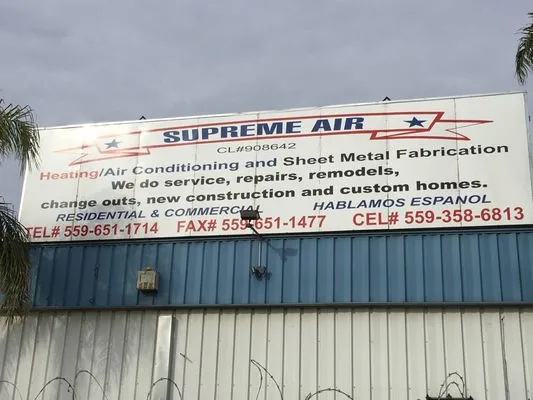 SUPREME AIR
CL#908642
Heating/Air Conditioning and Sheet Metal Fabrication
We do service, repairs, remodels,
change outs, new construction and custom homes.
RESIDENTIAL & COMMERCIAL HABLAMOS ESPANOL
TEL# 559-651-1714 FAX# 559-651-1477 CEL# 559-358-6813